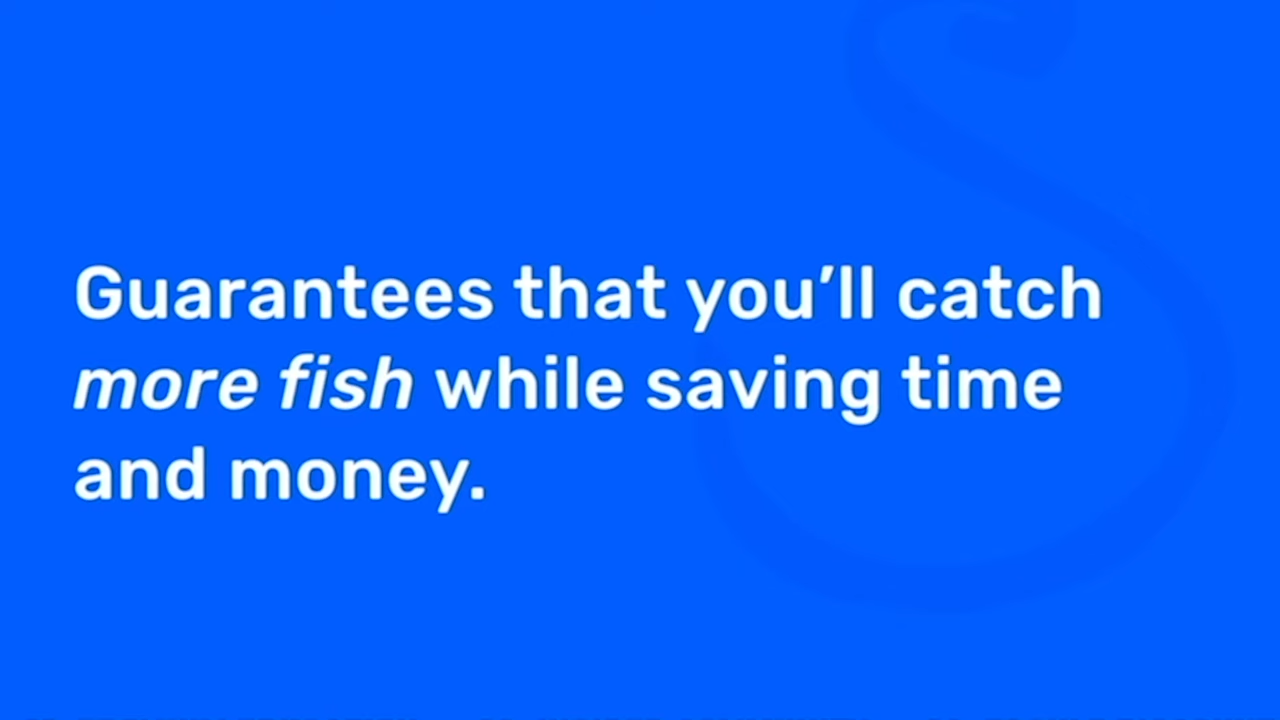 Guarantees that you’ll catch
more fish while saving time
and money.